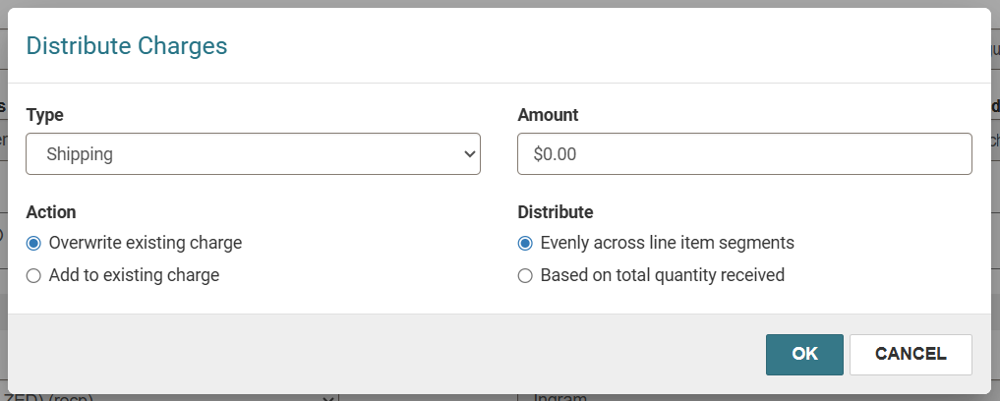 Distribute Charges
Type
Amount
Shipping
$0.00
Action
Distribute
Overwrite existing charge
Evenly across line item segments
Add to existing charge
Based on total quantity received
OK
CANCEL
ZED) (recp)
Ingram